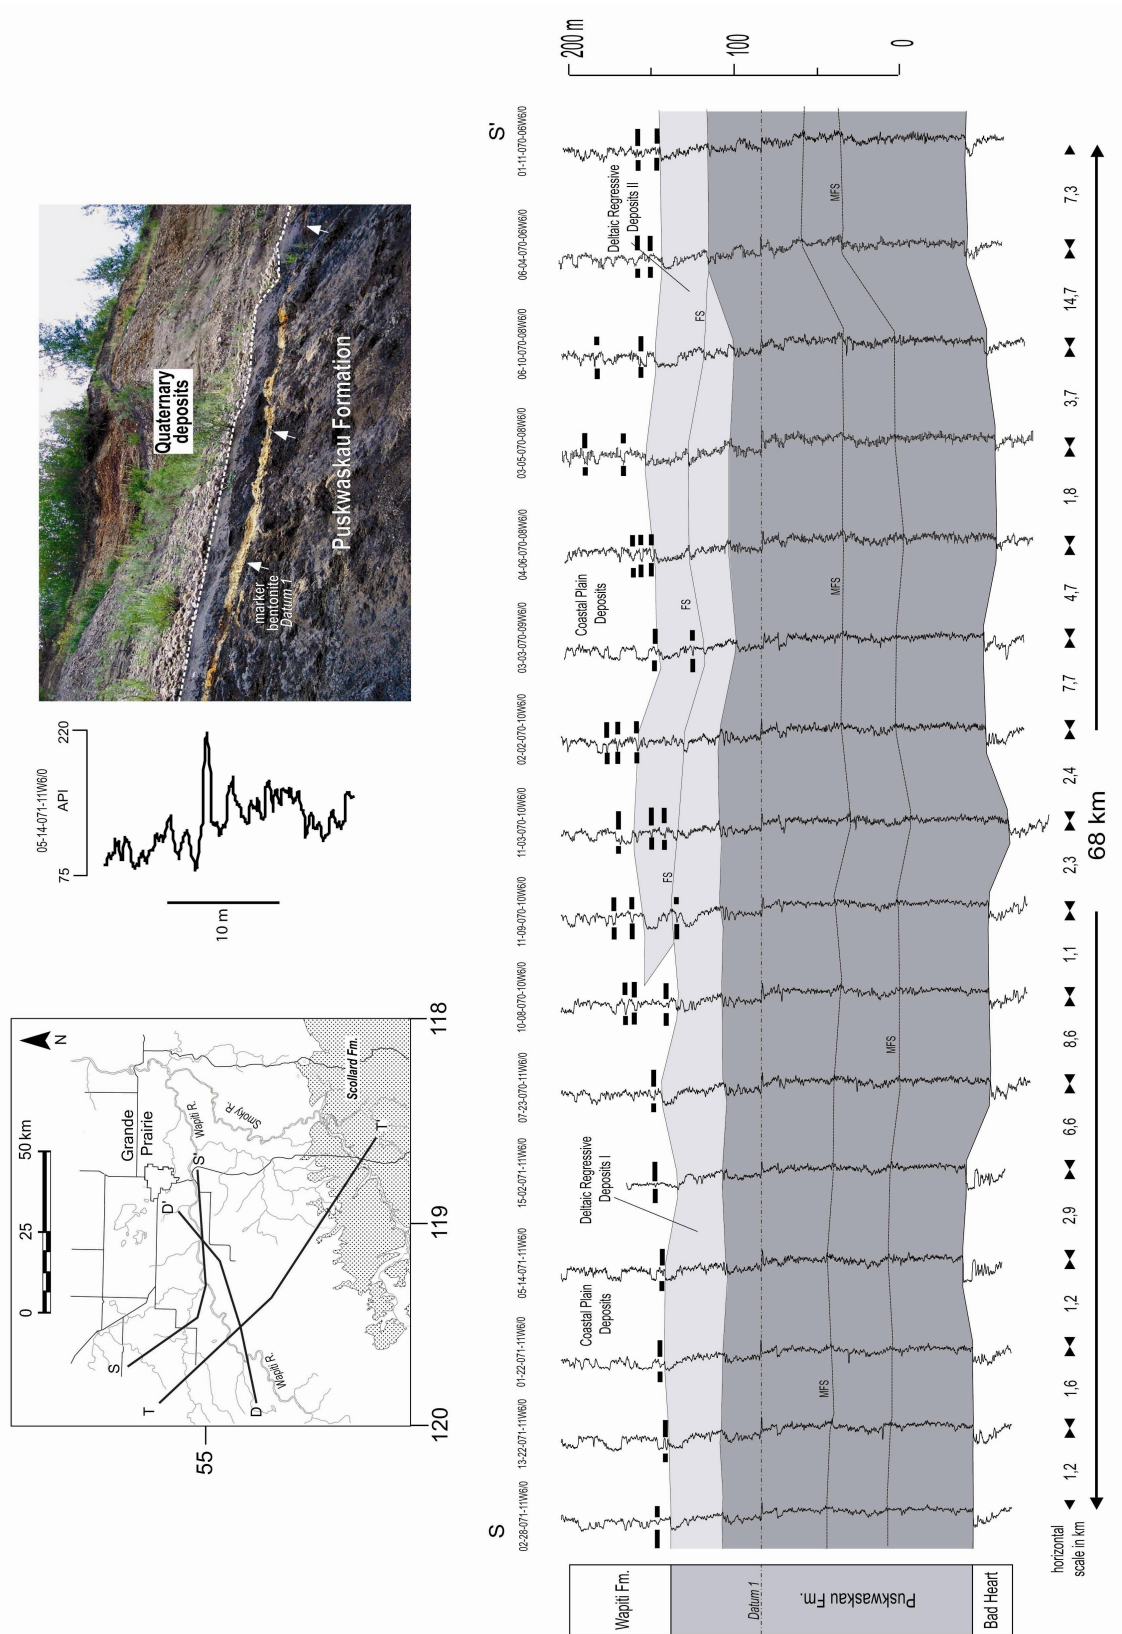 118
119
120
55
0
25
50 km
N
Grande
Prairie
Wapiti R.
Smoky R.
Wapiti R.
Scollard Fm.
S
S'
D
D'
T
T'
05-14-071-11W6/0
API
75
220
10 m
Quaternary
deposits
marker
bentonite
Datum 1
Puskwaskau Formation
S
S'
02-28-071-11W6/0
13-22-071-11W6/0
01-22-071-11W6/0
05-14-071-11W6/0
15-02-071-11W6/0
07-23-070-11W6/0
10-08-070-10W6/0
11-09-070-10W6/0
11-03-070-10W6/0
02-02-070-10W6/0
03-03-070-09W6/0
04-06-070-08W6/0
03-05-070-08W6/0
06-10-070-08W6/0
06-04-070-06W6/0
01-11-070-06W6/0
200 m
100
0
Wapiti Fm.
Datum 1
Puskwaskau Fm.
Bad Heart
Coastal Plain
Deposits
Deltaic Regressive
Deposits I
Coastal Plain
Deposits
Deltaic Regressive
Deposits II
FS
FS
FS
MFS
MFS
MFS
MFS
horizontal
scale in km
1,2
1,6
1,2
2,9
6,6
8,6
1,1
2,3
2,4
7,7
4,7
1,8
3,7
14,7
7,3
68 km